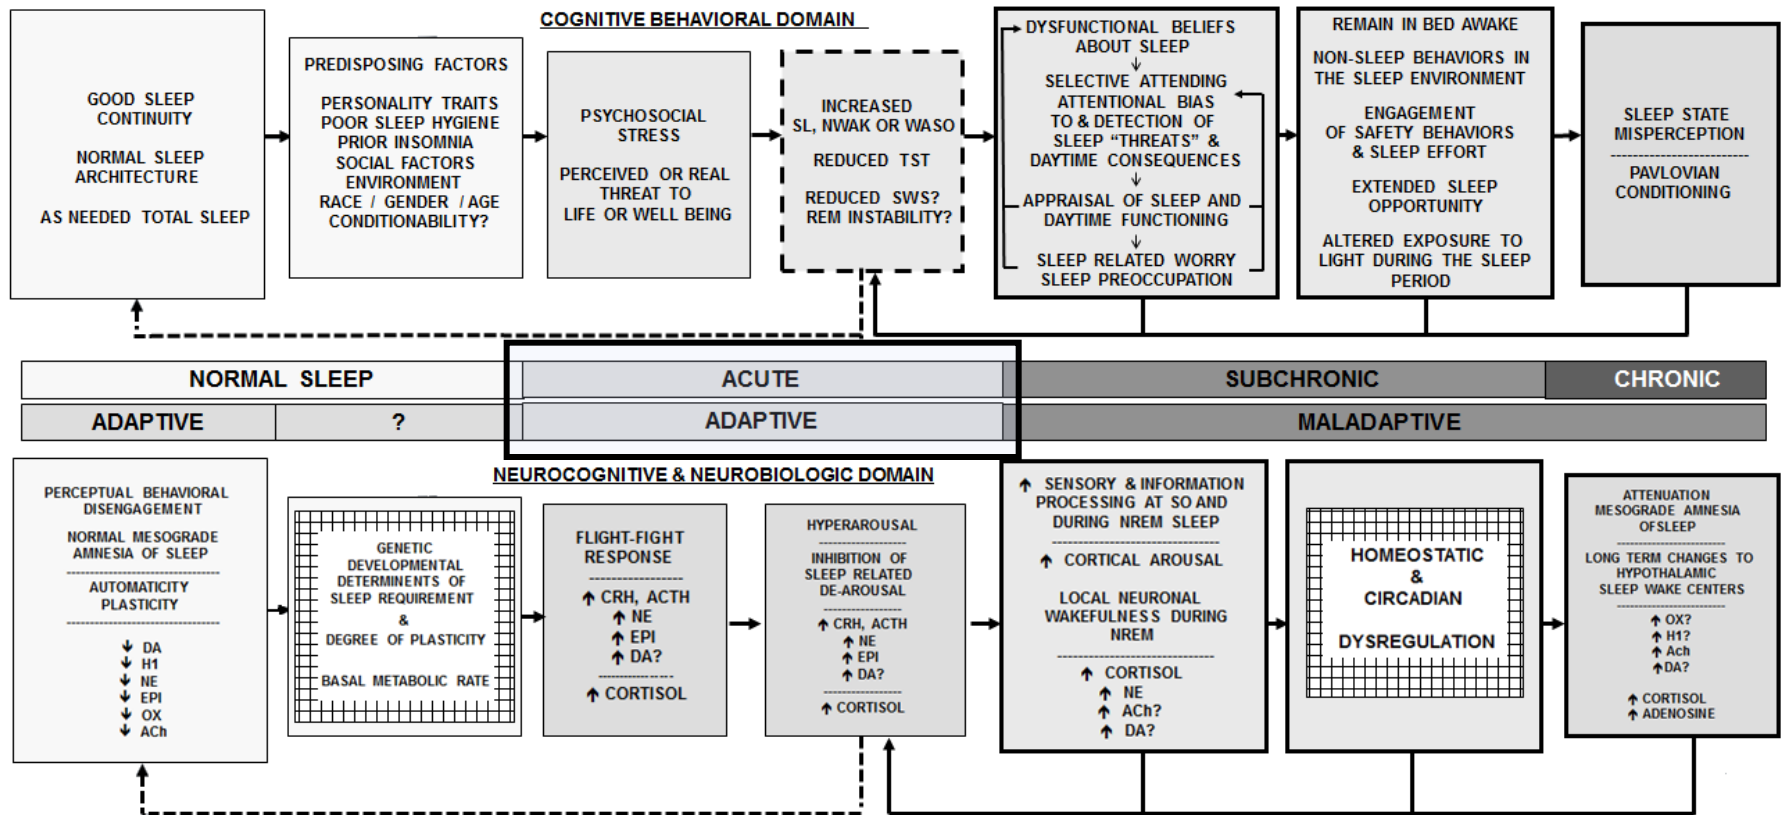 COGNITIVE BEHAVIORAL DOMAIN
GOOD SLEEP
CONTINUITY
NORMAL SLEEP
ARCHITECTURE
AS NEEDED TOTAL SLEEP
PREDISPOSING FACTORS
PERSONALITY TRAITS
POOR SLEEP HYGIENE
PRIOR INSOMNIA
SOCIAL FACTORS
ENVIRONMENT
RACE / GENDER / AGE
CONDITIONABILITY?
PSYCHOSOCIAL
STRESS
PERCEIVED OR REAL
THREAT TO
LIFE OR WELL BEING
INCREASED
SL, NWAK OR WASO
REDUCED TST
REDUCED SWS?
REM INSTABILITY?
DYSFUNCTIONAL BELIEFS
ABOUT SLEEP
SELECTIVE ATTENDING
ATTENTIONAL BIAS
TO & DETECTION OF
SLEEP “THREATS” &
DAYTIME CONSEQUENCES
APPRAISAL OF SLEEP AND
DAYTIME FUNCTIONING
SLEEP RELATED WORRY
SLEEP PREOCCUPATION
REMAIN IN BED AWAKE
NON-SLEEP BEHAVIORS IN
THE SLEEP ENVIRONMENT
ENGAGEMENT
OF SAFETY BEHAVIORS
& SLEEP EFFORT
EXTENDED SLEEP
OPPORTUNITY
ALTERED EXPOSURE TO
LIGHT DURING THE SLEEP
PERIOD
SLEEP STATE
MISPERCEPTION
PAVLOVIAN
CONDITIONING
NORMAL SLEEP
ACUTE
SUBCHRONIC
CHRONIC
ADAPTIVE
?
ADAPTIVE
MALADAPTIVE
NEUROCOGNITIVE & NEUROBIOLOGIC DOMAIN
PERCEPTUAL BEHAVIORAL
DISENGAGEMENT
NORMAL MESOGRADE
AMNESIA OF SLEEP
AUTOMATICITY
PLASTICITY
DA
H1
NE
EPI
OX
ACh
GENETIC
DEVELOPMENTAL
DETERMINENTS OF
SLEEP REQUIREMENT
&
DEGREE OF PLASTICITY
BASAL METABOLIC RATE
FLIGHT-FIGHT
RESPONSE
CRH, ACTH
NE
EPI
DA?
CORTISOL
HYPERAROUSAL
INHIBITION OF
SLEEP RELATED
DE-AROUSAL
CRH, ACTH
NE
EPI
DA?
CORTISOL
SENSORY & INFORMATION
PROCESSING AT SO AND
DURING NREM SLEEP
CORTICAL AROUSAL
LOCAL NEURONAL
WAKEFULNESS DURING
NREM
CORTISOL
NE
ACh?
DA?
HOMEOSTATIC
&
CIRCADIAN
DYSREGULATION
ATTENUATION
MESOGRADE AMNESIA
OFSLEEP
LONG TERM CHANGES TO
HYPOTHALAMIC
SLEEP WAKE CENTERS
OX?
H1?
Ach
DA?
CORTISOL
ADENOSINE